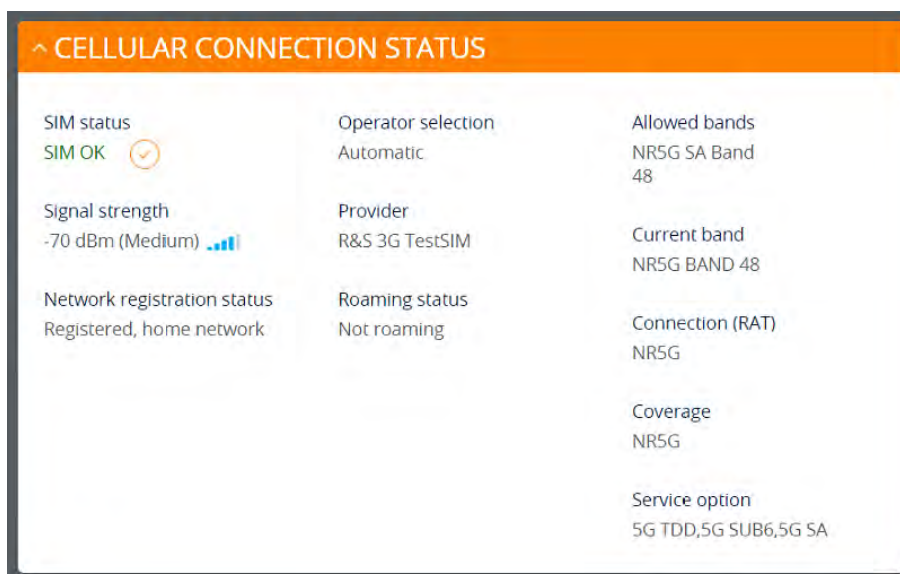 CELLULAR CONNECTION STATUS
SIM status
SIM OK
Signal strength
-70 dBm (Medium)
Network registration status
Registered, home network
Operator selection
Automatic
Provider
R&S 3G TestSIM
Roaming status
Not roaming
Allowed bands
NR5G SA Band
48
Current band
NR5G BAND 48
Connection (RAT)
NR5G
Coverage
NR5G
Service option
5G TDD,5G SUB6,5G SA